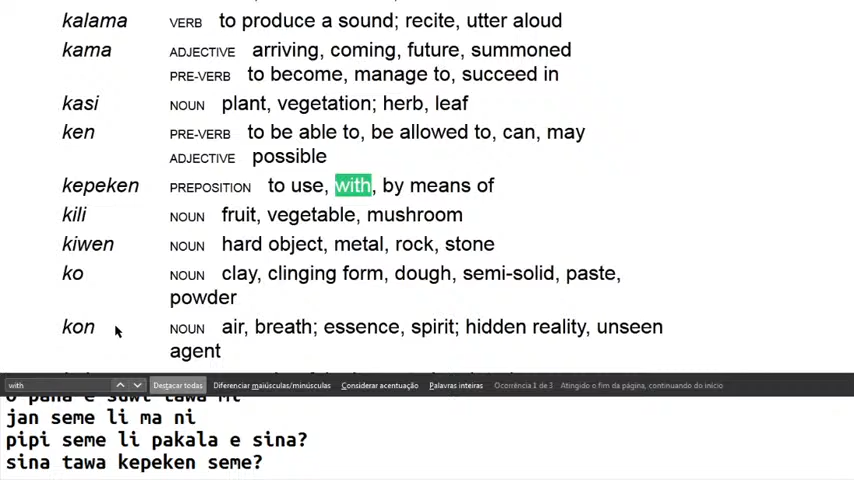 kalama VERB to produce a sound; recite, utter aloud
kama ADJECTIVE arriving, coming, future, summoned
PRE-VERB to become, manage to, succeed in
kasi NOUN plant, vegetation; herb, leaf
ken PRE-VERB to be able to, be allowed to, can, may
ADJECTIVE possible
kepeken PREPOSITION to use, with, by means of
kili NOUN fruit, vegetable, mushroom
kiwen NOUN hard object, metal, rock, stone
ko NOUN clay, clinging form, dough, semi-solid, paste,
powder
kon NOUN air, breath; essence, spirit; hidden reality, unseen
agent
with Destacar todas Diferenciar maiúsculas/minúsculas Considerar acentuação Palavras inteiras Ocorrência 1 de 3 Atingido o fim da página, continuando do início
o pana e suwi tawa mi
jan seme li ma ni
pipi seme li pakala e sina?
sina tawa kepeken seme?